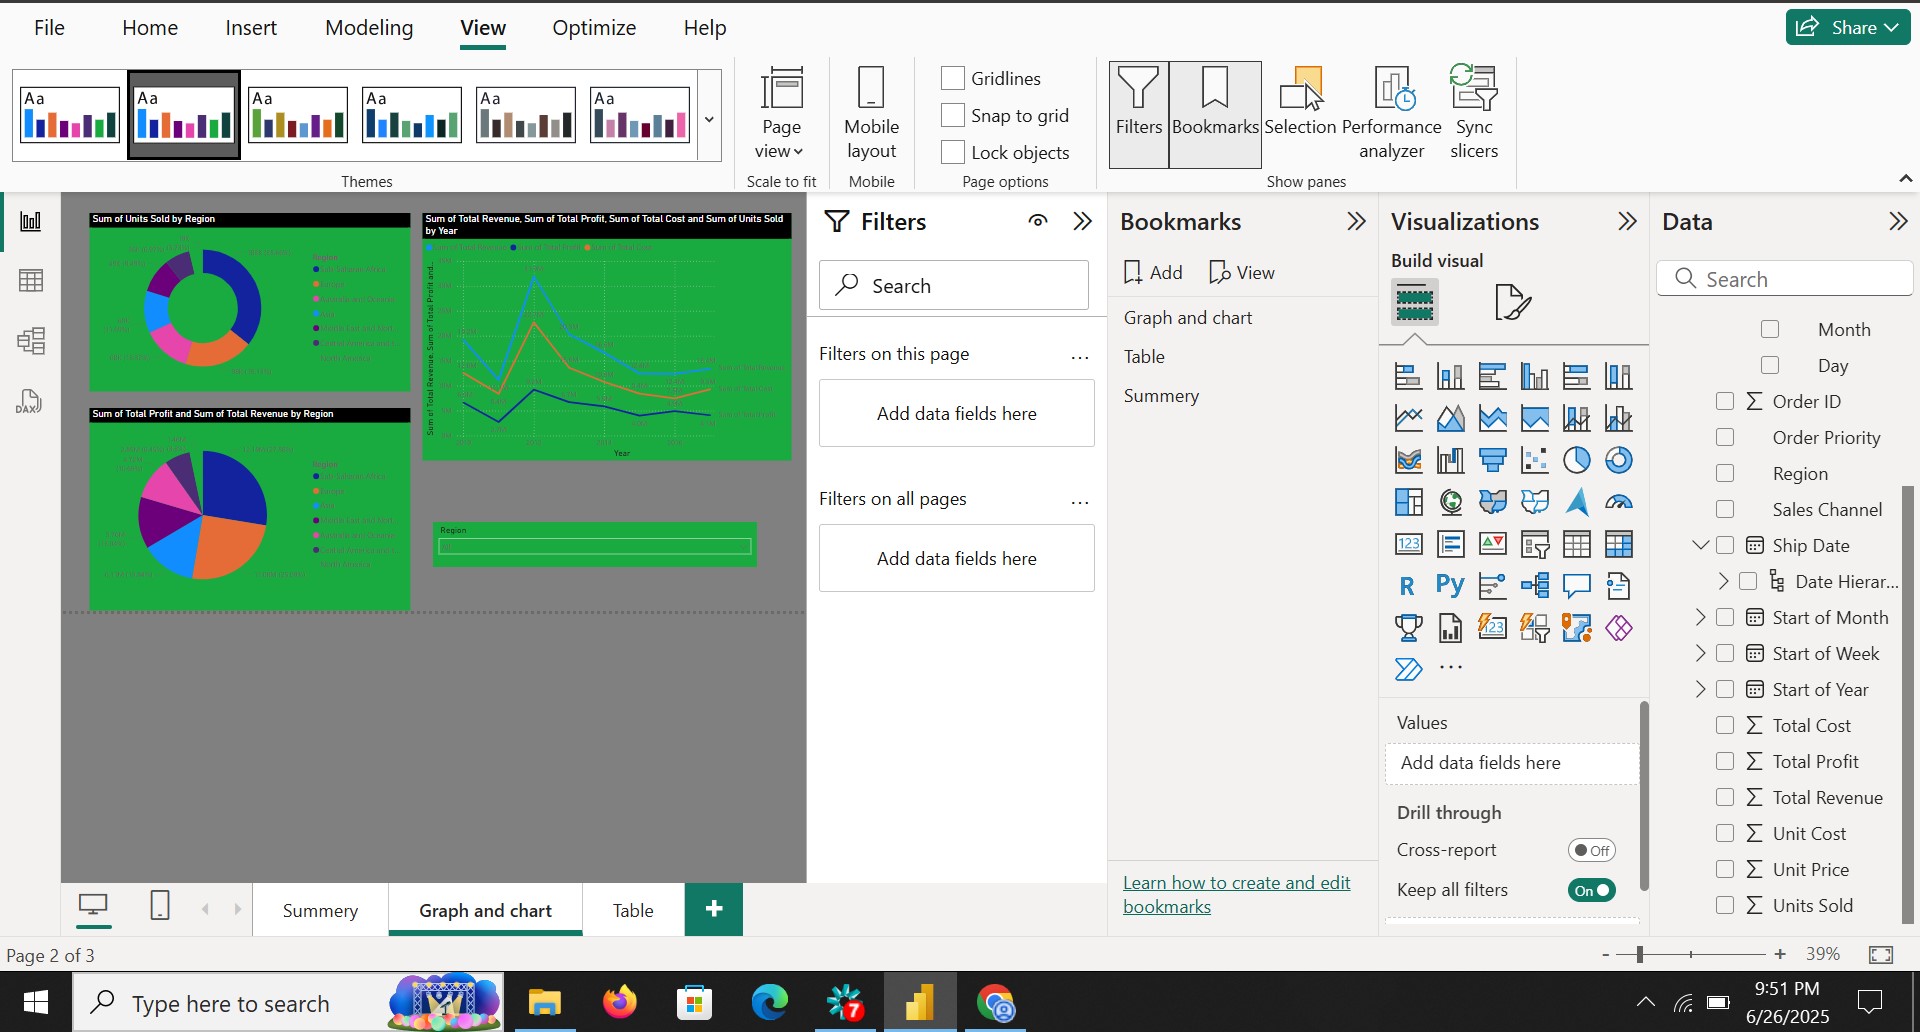 File Home Insert Modeling View Optimize Help Share
Aa Aa Aa Aa Aa Aa
Page view
Mobile layout
Gridlines
Snap to grid
Lock objects
Filters Bookmarks Selection Performance analyzer Sync slicers
Themes Scale to fit Mobile Page options Show panes
Sum of Units Sold by Region
Region
Sum of Total Revenue, Sum of Total Profit, Sum of Total Cost and Sum of Units Sold
by Year
Year
Sum of Total Profit and Sum of Total Revenue by Region
Region
Region
Filters
Search
Filters on this page ...
Add data fields here
Filters on all pages ...
Add data fields here
Bookmarks
Add View
Graph and chart
Table
Summery
Learn how to create and edit
bookmarks
Visualizations
Build visual
123
R Py
123
...
Values
Add data fields here
Drill through
Cross-report Off
Keep all filters On
Data
Search
Month
Day
Order ID
Order Priority
Region
Sales Channel
Ship Date
Date Hierar...
Start of Month
Start of Week
Start of Year
Total Cost
Total Profit
Total Revenue
Unit Cost
Unit Price
Units Sold
DAX
Summery Graph and chart Table +
Page 2 of 3
- + 39%
Type here to search
7
9:51 PM
6/26/2025